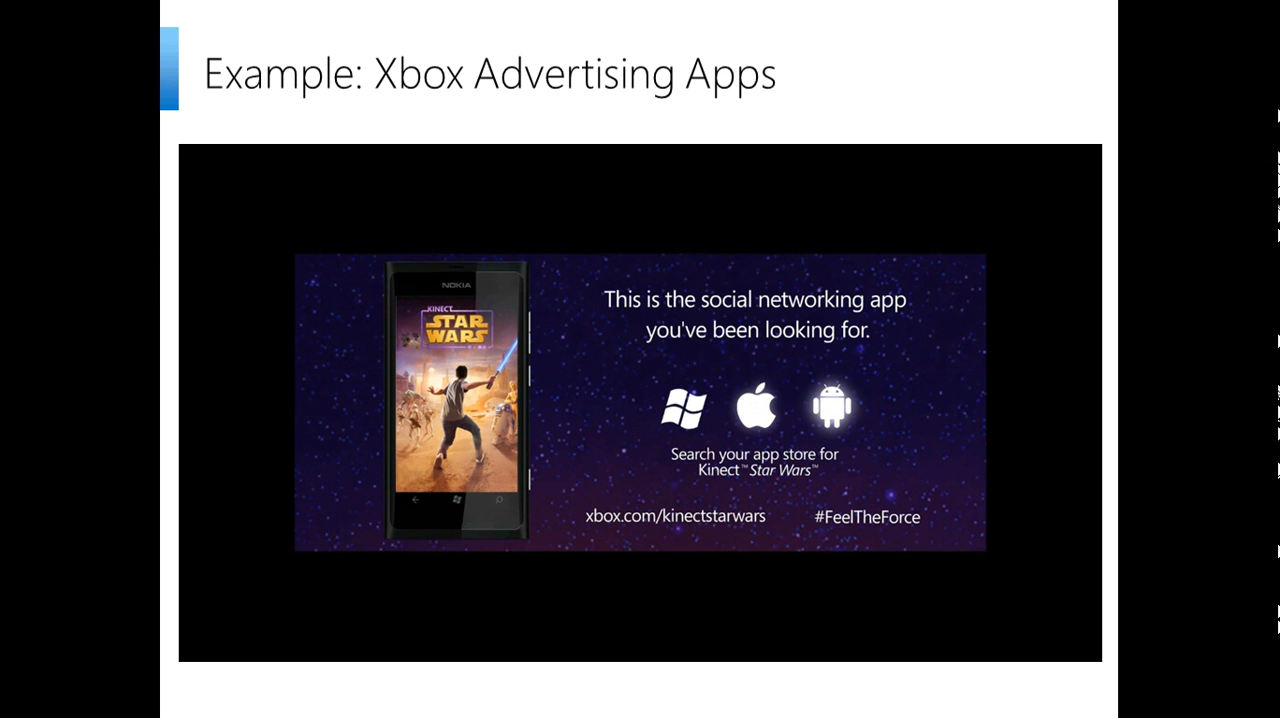 Example: Xbox Advertising Apps
NOKIA
KINECT
STAR
WARS
This is the social networking app
you've been looking for.
Search your app store for
Kinect™ Star Wars™
xbox.com/kinectstarwars
#FeelTheForce